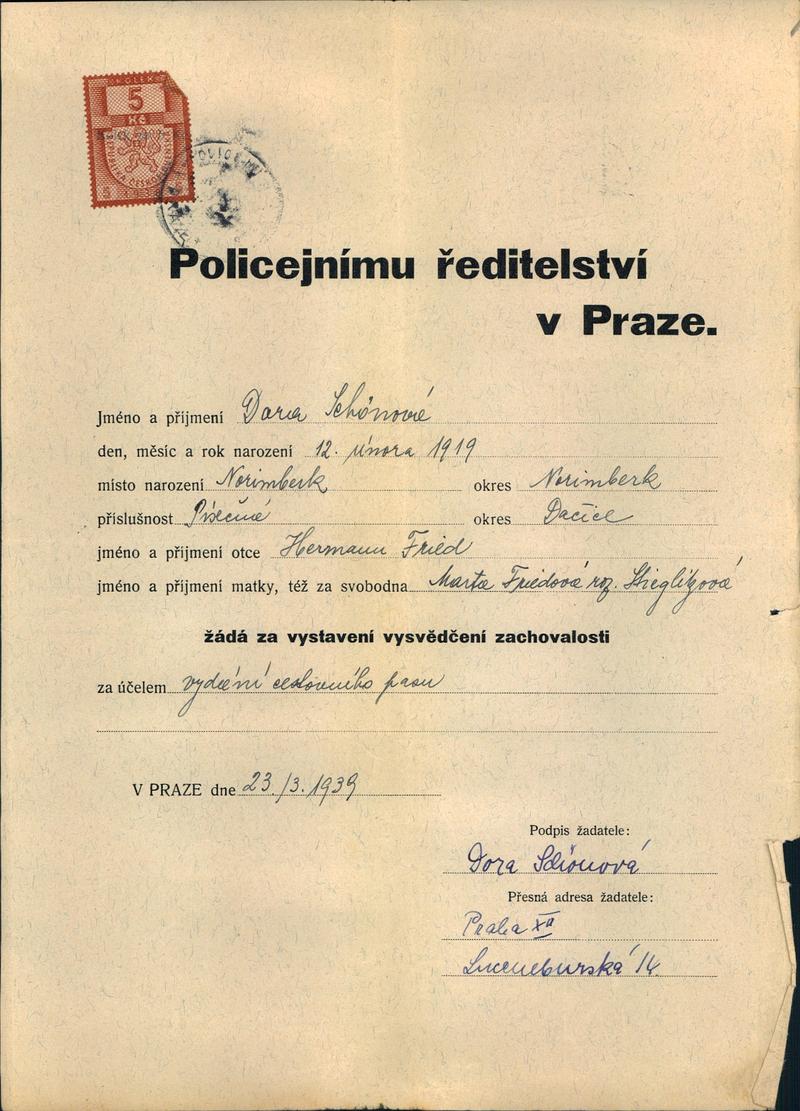 KOLEK
5
Kč
Policejnímu ředitelství
v Praze.
Jméno a příjmení Dora Schönová
den, měsíc a rok narození 12. února 1919
místo narození Norimberk okres Norimberk
příslušnost Písečné okres Dačice
jméno a příjmení otce Hermann Fried
jméno a příjmení matky, též za svobodna Marta Friedová roz. Stieglitzová
žádá za vystavení vysvědčení zachovalosti
za účelem vydání cestovního pasu
V PRAZE dne 23./3. 1939
Podpis žadatele:
Dora Schönová
Přesná adresa žadatele:
Praha XII
14